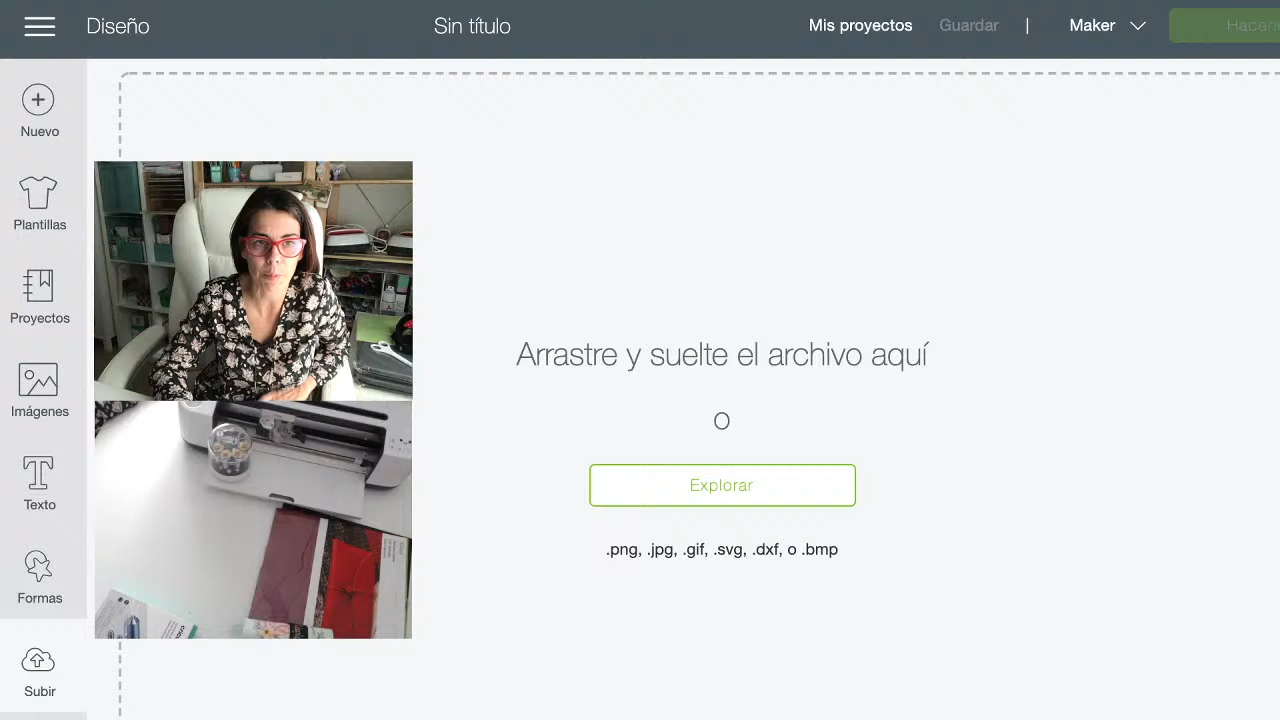 Diseño
Sin título
Mis proyectos
Guardar
|
Maker
Nuevo
Plantillas
Proyectos
Imágenes
Texto
Formas
Subir
Arrastre y suelte el archivo aquí
O
Explorar
.png, .jpg, .gif, .svg, .dxf, o .bmp